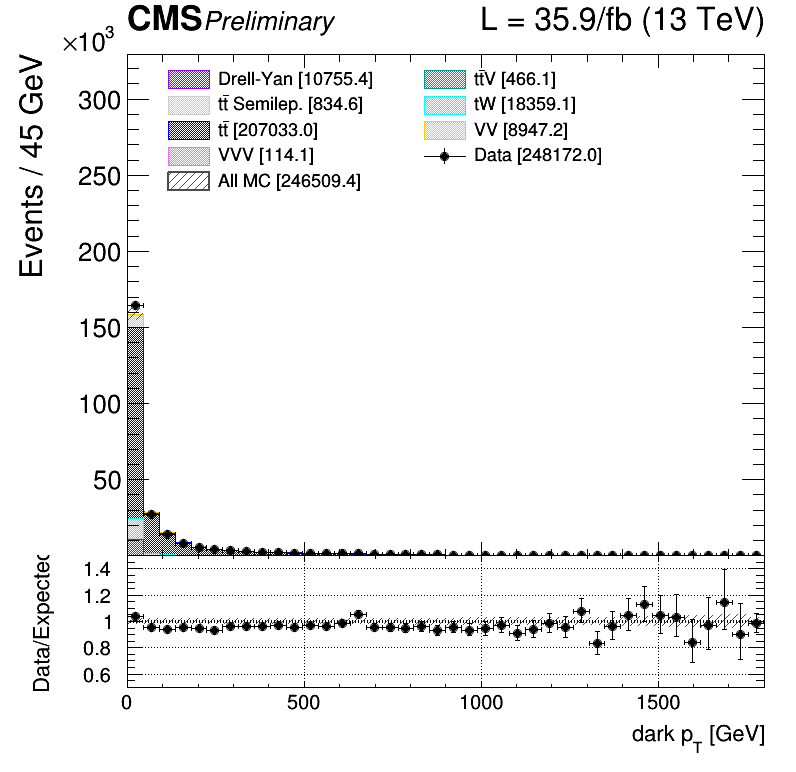 CMS Preliminary L = 35.9/fb (13 TeV)
×10³
Drell-Yan [10755.4]
tt̄ Semilep. [834.6]
tt̄ [207033.0]
VVV [114.1]
All MC [246509.4]
tt̄V [466.1]
tW [18359.1]
VV [8947.2]
Data [248172.0]
Events / 45 GeV
300
250
200
150
100
50
Data/Expected
1.4
1.2
1
0.8
0.6
0 500 1000 1500
dark p_T [GeV]